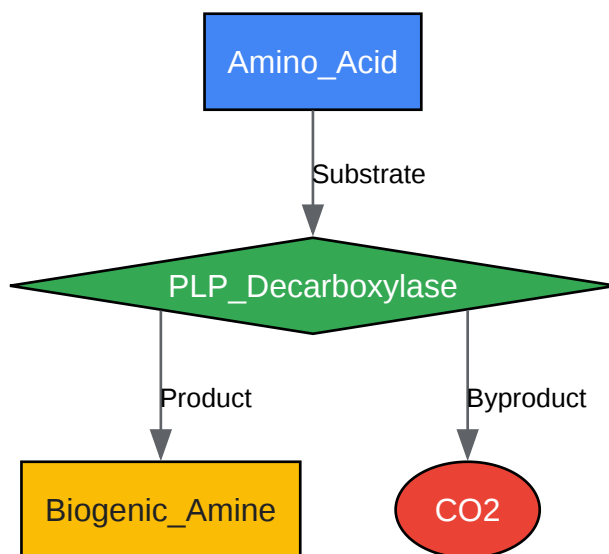 Amino_Acid
Substrate
PLP_Decarboxylase
Product
Byproduct
Biogenic_Amine
CO2